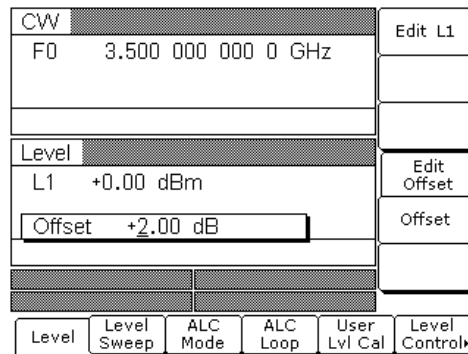 CW
F0 3.500 000 000 0 GHz
Level
L1 +0.00 dBm
Offset +2.00 dB
Edit L1
Edit
Offset
Offset
Level
Level
Sweep
ALC
Mode
ALC
Loop
User
Lvl Cal
Level
Control